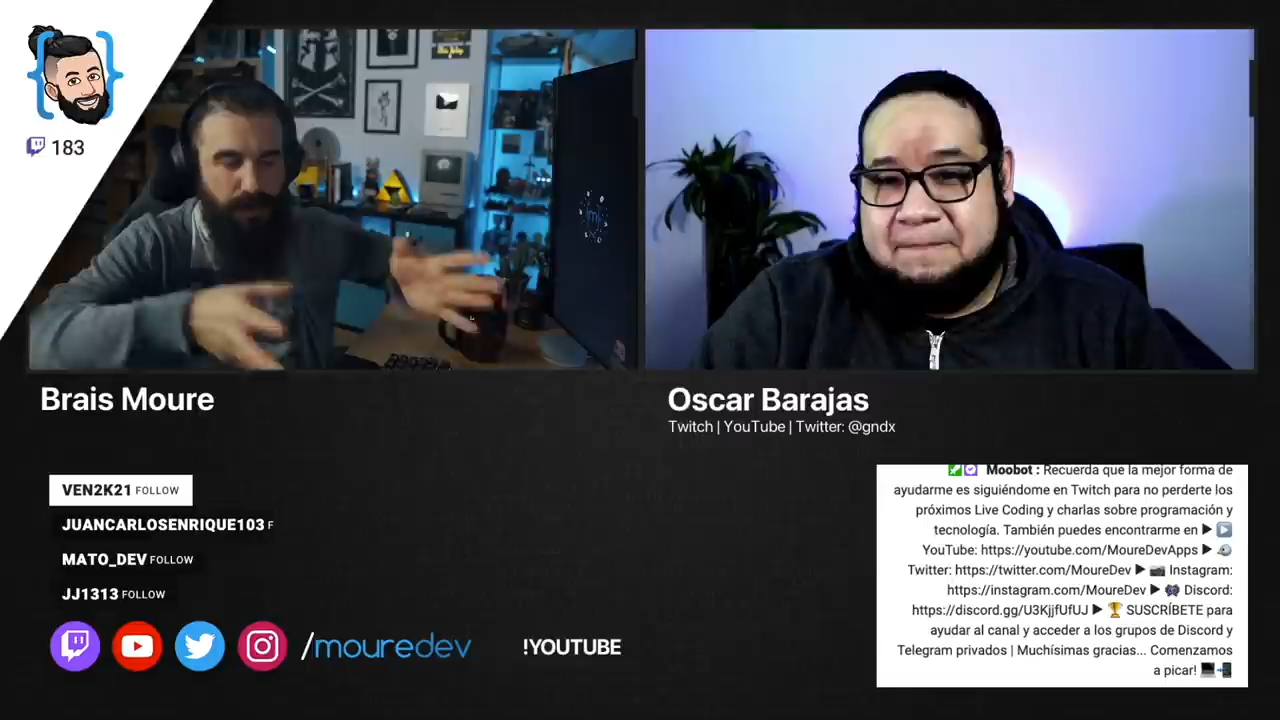 183
Brais Moure
Oscar Barajas
Twitch | YouTube | Twitter: @gndx
VEN2K21 FOLLOW
JUANCARLOSENRIQUE103 F
MATO_DEV FOLLOW
JJ1313 FOLLOW
/mouredev
!YOUTUBE
Moobot : Recuerda que la mejor forma de
ayudarme es siguiéndome en Twitch para no perderte los
próximos Live Coding y charlas sobre programación y
tecnología. También puedes encontrarme en
YouTube: https://youtube.com/MoureDevApps
Twitter: https://twitter.com/MoureDev Instagram:
https://instagram.com/MoureDev Discord:
https://discord.gg/U3KjjfUfUJ SUSCRÍBETE para
ayudar al canal y acceder a los grupos de Discord y
Telegram privados | Muchísimas gracias... Comenzamos
a picar!